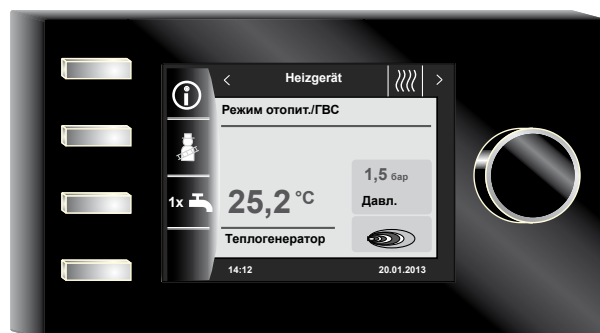 Heizgerät
Режим отопит./ГВС
1,5 бар
Давл.
1x
25,2 °C
Теплогенератор
14:12
20.01.2013